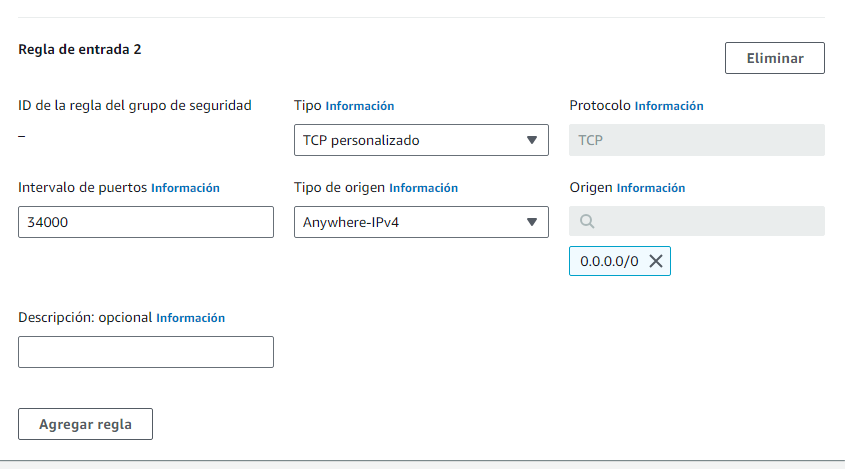 Regla de entrada 2
Eliminar
ID de la regla del grupo de seguridad
–
Tipo Información
TCP personalizado
Protocolo Información
TCP
Intervalo de puertos Información
34000
Tipo de origen Información
Anywhere-IPv4
Origen Información
0.0.0.0/0
Descripción: opcional Información
Agregar regla